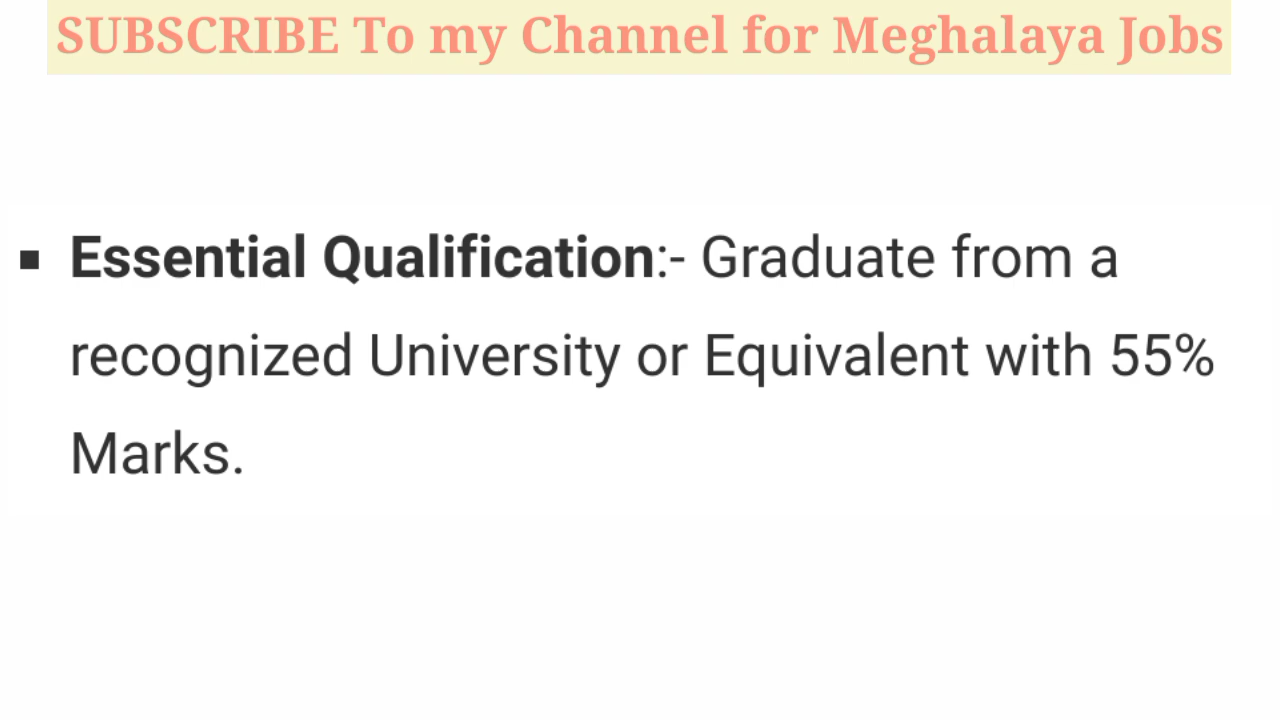 SUBSCRIBE To my Channel for Meghalaya Jobs
▪ Essential Qualification:- Graduate from a
recognized University or Equivalent with 55%
Marks.